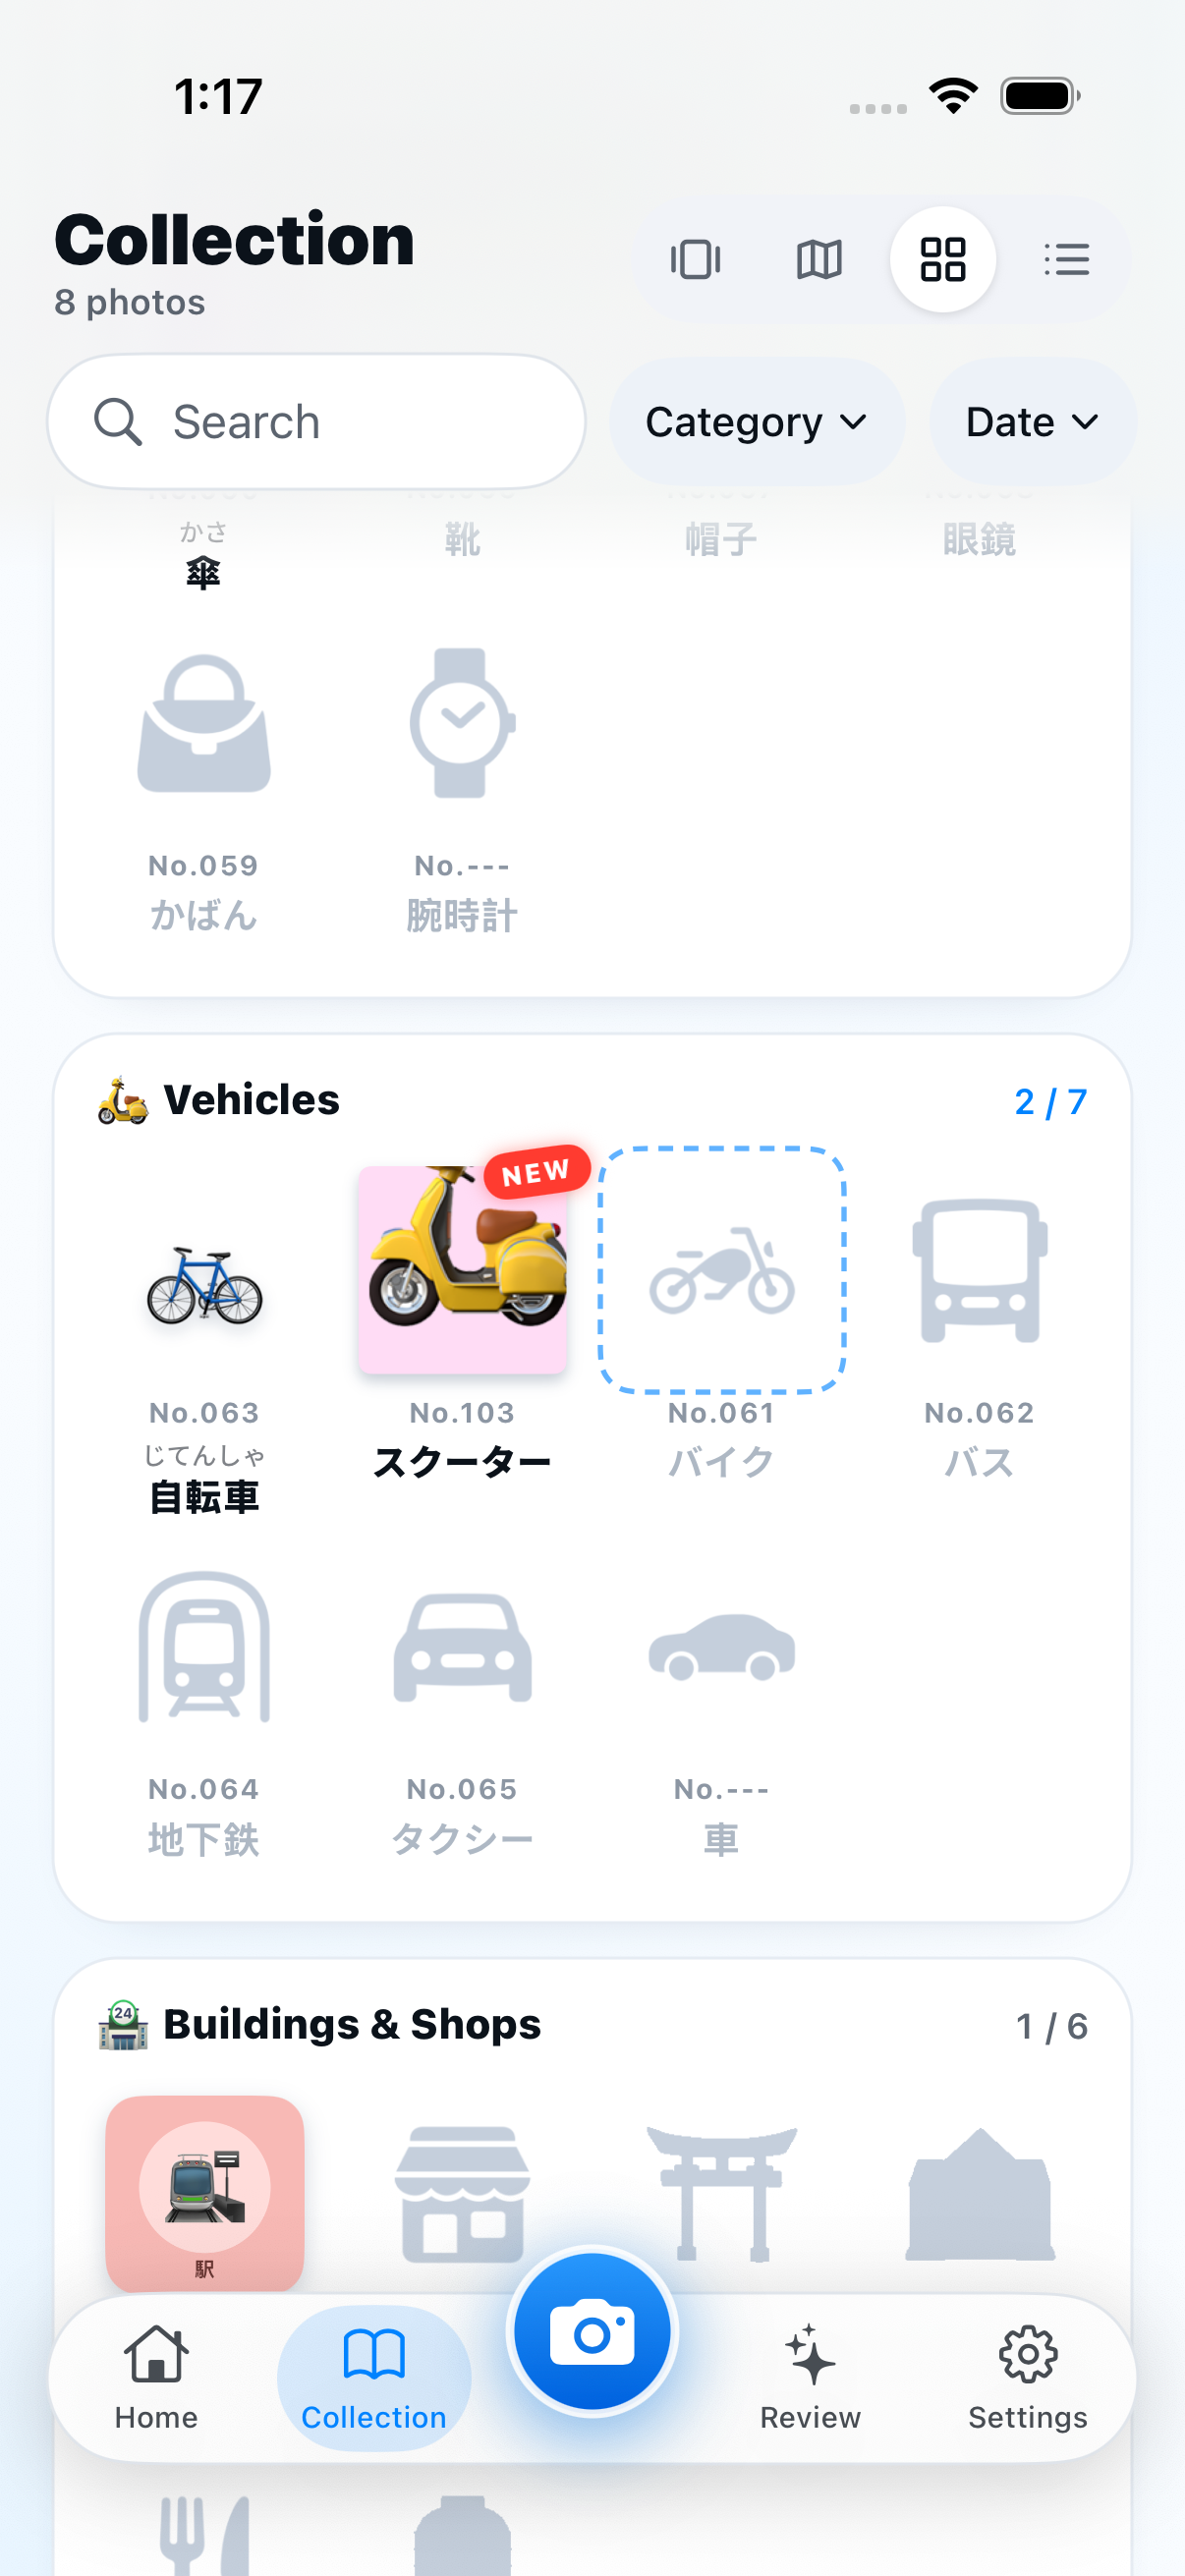 1:17
Collection
8 photos
Search
Category
Date
かさ
傘
靴
帽子
眼鏡
No.059
かばん
No.---
腕時計
Vehicles
2 / 7
NEW
No.063
じてんしゃ
自転車
No.103
スクーター
No.061
バイク
No.062
バス
No.064
地下鉄
No.065
タクシー
No.---
車
24
Buildings & Shops
1 / 6
駅
Home
Collection
Review
Settings